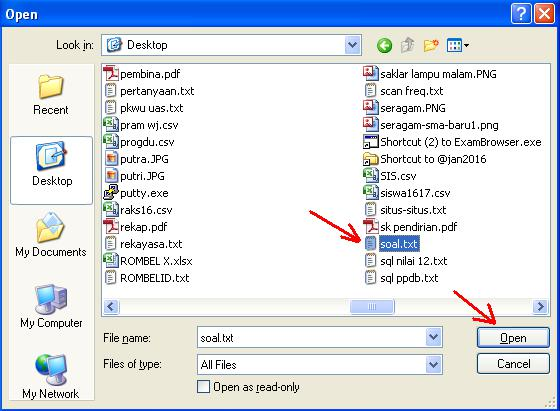 Open
Look in: Desktop
Recent
Desktop
My Documents
My Computer
My Network
pembina.pdf
pertanyaan.txt
pkwu uas.txt
pram wj.csv
progdu.csv
putra.JPG
putri.JPG
putty.exe
raks16.csv
rekap.pdf
rekayasa.txt
ROMBEL X.xlsx
ROMBELID.txt
saklar lampu malam.PNG
scan freq.txt
seragam.PNG
seragam-sma-baru1.png
Shortcut (2) to ExamBrowser.exe
Shortcut to @jan2016
SIS.csv
siswa1617.csv
situs-situs.txt
sk pendirian.pdf
soal.txt
sql nilai 12.txt
sql ppdb.txt
File name: soal.txt Open
Files of type: All Files Cancel
Open as read-only